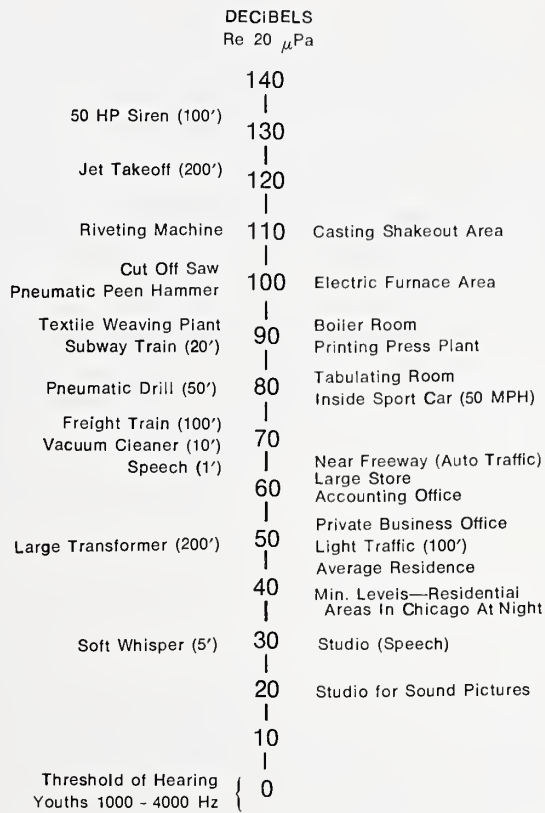 DECIBELS
Re 20 μPa
140
50 HP Siren (100′)
130
Jet Takeoff (200′)
120
Riveting Machine 110 Casting Shakeout Area
Cut Off Saw
Pneumatic Peen Hammer 100 Electric Furnace Area
Textile Weaving Plant 90 Boiler Room
Subway Train (20′) Printing Press Plant
Tabulating Room
Pneumatic Drill (50′) 80 Inside Sport Car (50 MPH)
Freight Train (100′) 70
Vacuum Cleaner (10′)
Speech (1′) Near Freeway (Auto Traffic)
60 Large Store
Accounting Office
Private Business Office
Large Transformer (200′) 50 Light Traffic (100′)
Average Residence
40 Min. Levels—Residential
Areas In Chicago At Night
Soft Whisper (5′) 30 Studio (Speech)
20 Studio for Sound Pictures
10
Threshold of Hearing 0
Youths 1000 - 4000 Hz